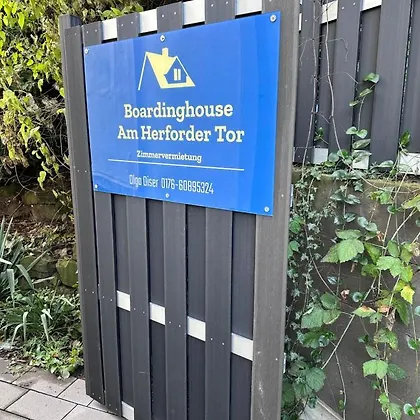 Boardinghouse
Am Herforder Tor
Zimmervermietung
Olga Diser 0176-60895324